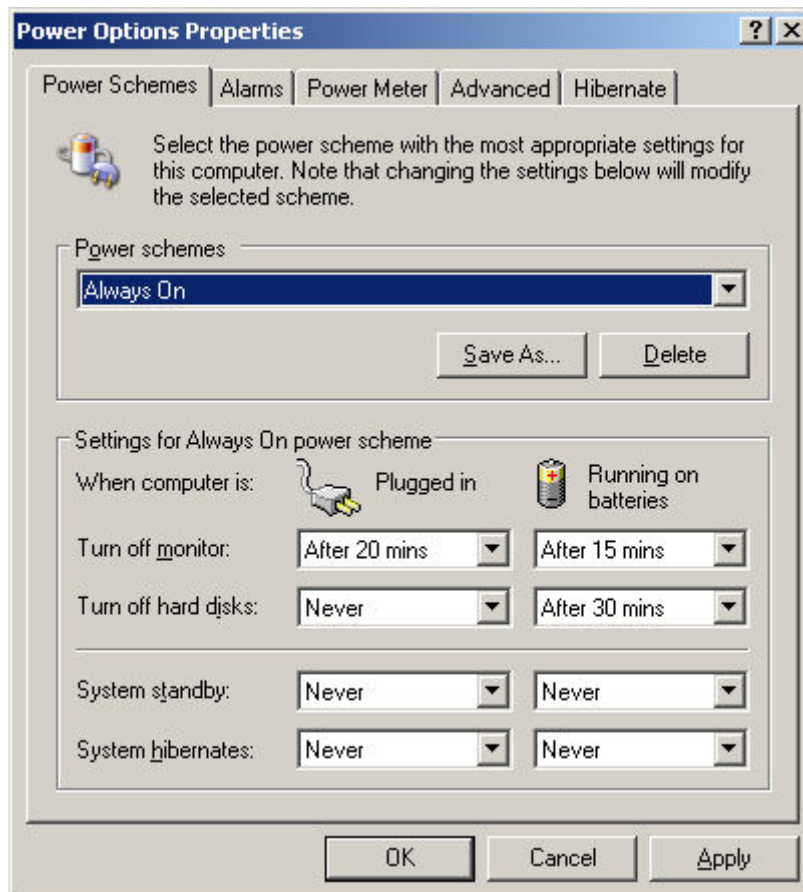 Power Options Properties
Power Schemes Alarms Power Meter Advanced Hibernate
Select the power scheme with the most appropriate settings for
this computer. Note that changing the settings below will modify
the selected scheme.
Power schemes
Always On
Save As... Delete
Settings for Always On power scheme
When computer is: Plugged in Running on
batteries
Turn off monitor: After 20 mins After 15 mins
Turn off hard disks: Never After 30 mins
System standby: Never Never
System hibernates: Never Never
OK Cancel Apply